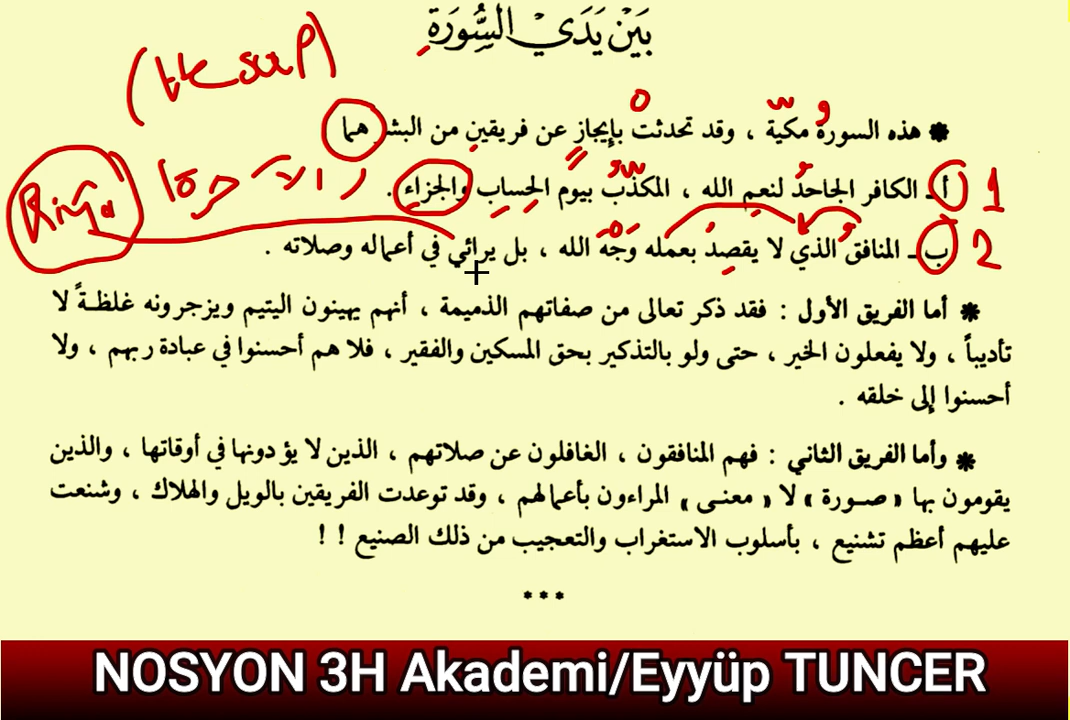 بَيْن يَدَي السُّورَة
(
هذه السورة مكية ، وقد تحدثت بإيجاز عن فريقين من البشر هما
1 أ ـ الكافر الجاحد لنعم الله ، المكذب بيوم الحساب والجزاء .
2 ب ـ المنافق الذي لا يقصد بعمله وجه الله ، بل يرائي في أعماله وصلاته .
* أما الفريق الأول : فقد ذكر تعالى من صفاتهم الذميمة ، أنهم يهينون اليتيم ويزجرونه غلظةً لا
تأديباً ، ولا يفعلون الخير ، حتى ولو بالتذكير بحق المسكين والفقير ، فلا هم أحسنوا في عبادة ربهم ، ولا
أحسنوا إلى خلقه .
* وأما الفريق الثاني : فهم المنافقون ، الغافلون عن صلاتهم ، الذين لا يؤدونها في أوقاتها ، والذين
يقومون بها « صورة » لا « معنى » المراءون بأعمالهم ، وقد توعدت الفريقين بالويل والهلاك ، وشنعت
عليهم أعظم تشنيع ، بأسلوب الاستغراب والتعجيب من ذلك الصنيع ! !
* * *
NOSYON 3H Akademi/Eyyüp TUNCER